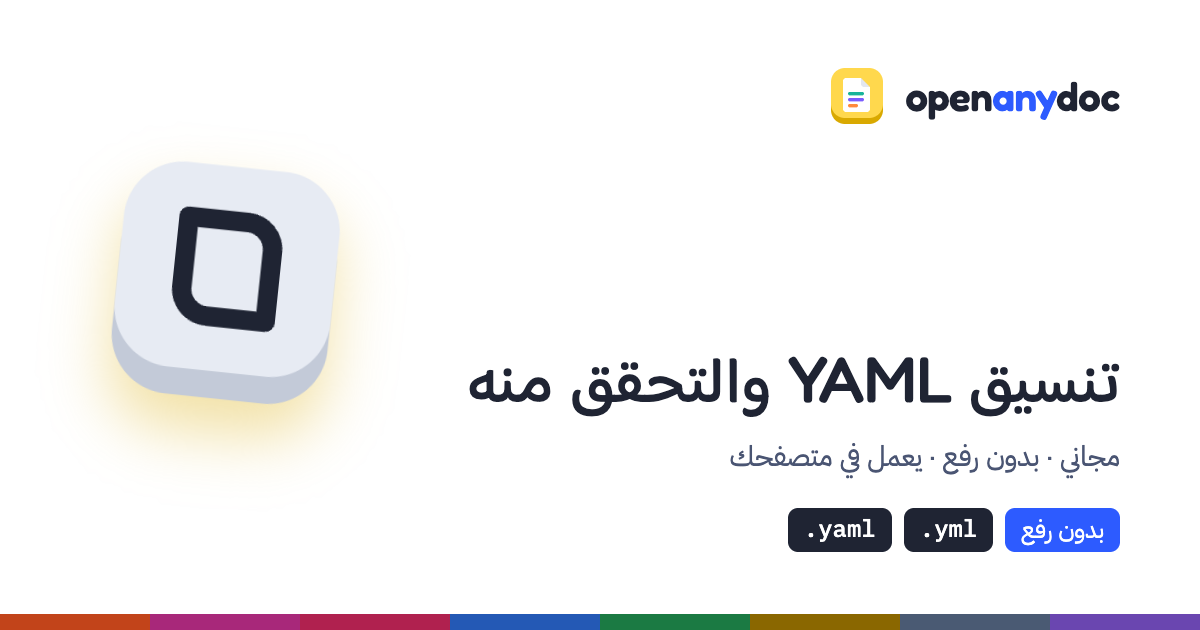 openanydoc
تنسيق YAML والتحقق منه
مجاني · بدون رفع · يعمل في متصفحك
بدون رفع
.yml
.yaml